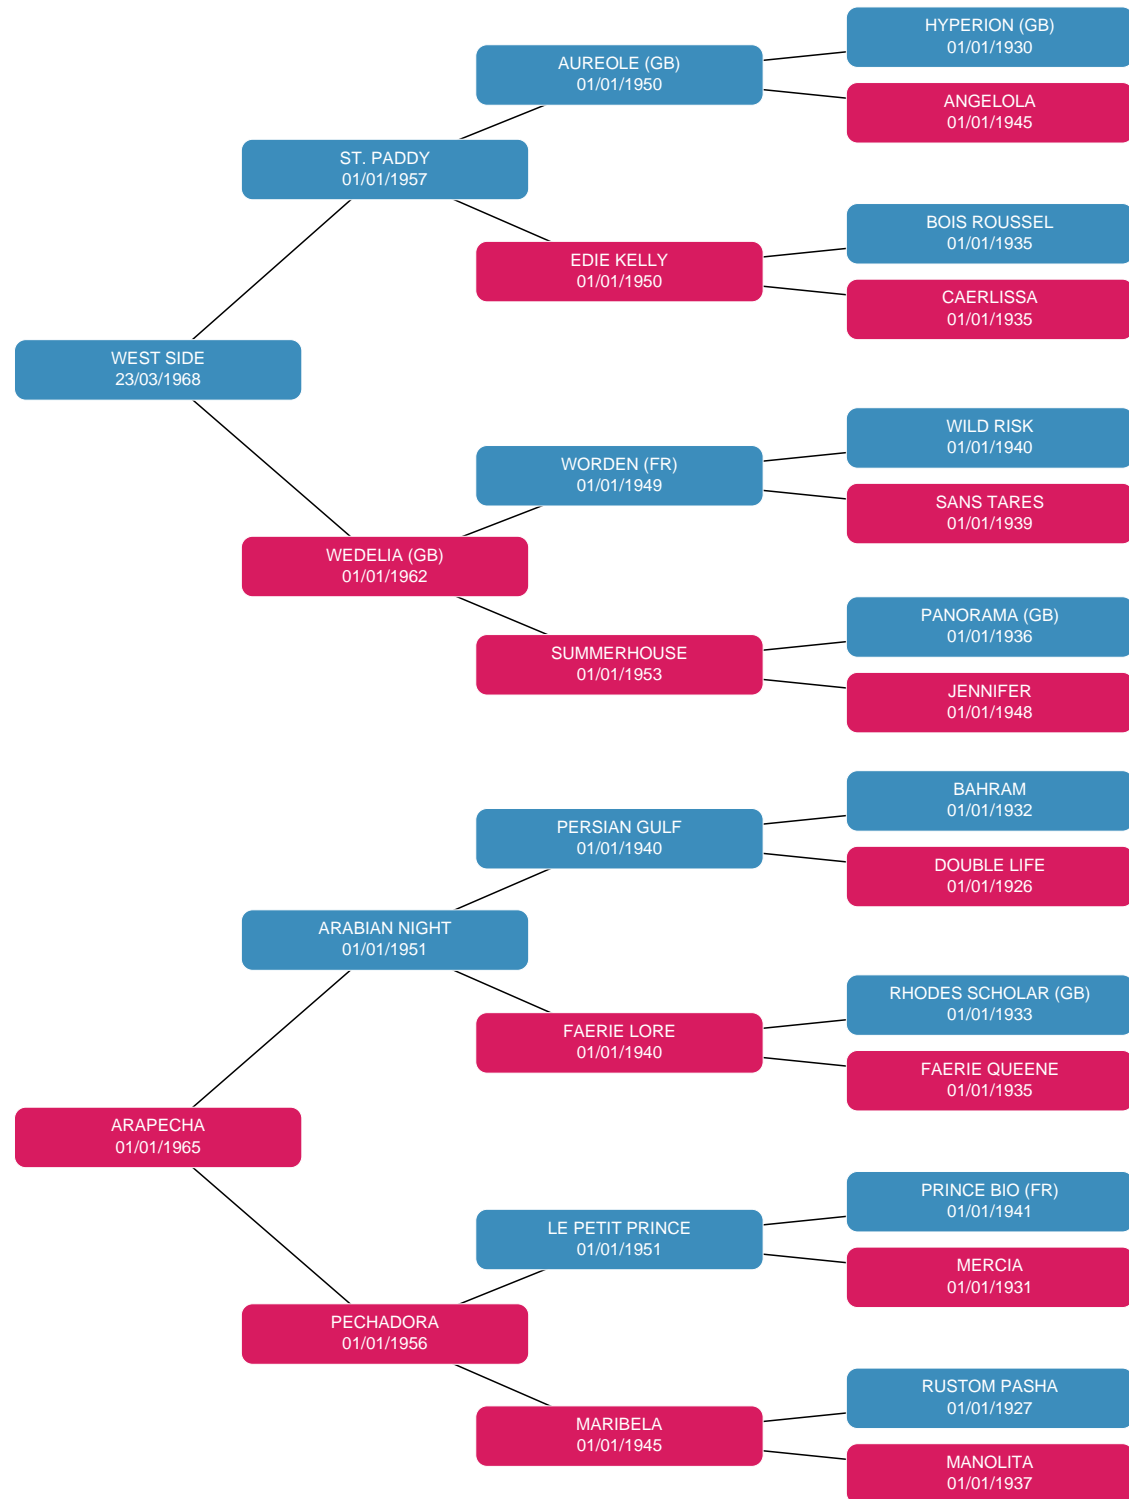 HYPERION (GB)
01/01/1930
AUREOLE (GB)
01/01/1950
ANGELOLA
01/01/1945
ST. PADDY
01/01/1957
BOIS ROUSSEL
01/01/1935
EDIE KELLY
01/01/1950
CAERLISSA
01/01/1935
WEST SIDE
23/03/1968
WILD RISK
01/01/1940
WORDEN (FR)
01/01/1949
SANS TARES
01/01/1939
WEDELIA (GB)
01/01/1962
PANORAMA (GB)
01/01/1936
SUMMERHOUSE
01/01/1953
JENNIFER
01/01/1948
BAHRAM
01/01/1932
PERSIAN GULF
01/01/1940
DOUBLE LIFE
01/01/1926
ARABIAN NIGHT
01/01/1951
RHODES SCHOLAR (GB)
01/01/1933
FAERIE LORE
01/01/1940
FAERIE QUEENE
01/01/1935
ARAPECHA
01/01/1965
PRINCE BIO (FR)
01/01/1941
LE PETIT PRINCE
01/01/1951
MERCIA
01/01/1931
PECHADORA
01/01/1956
RUSTOM PASHA
01/01/1927
MARIBELA
01/01/1945
MANOLITA
01/01/1937